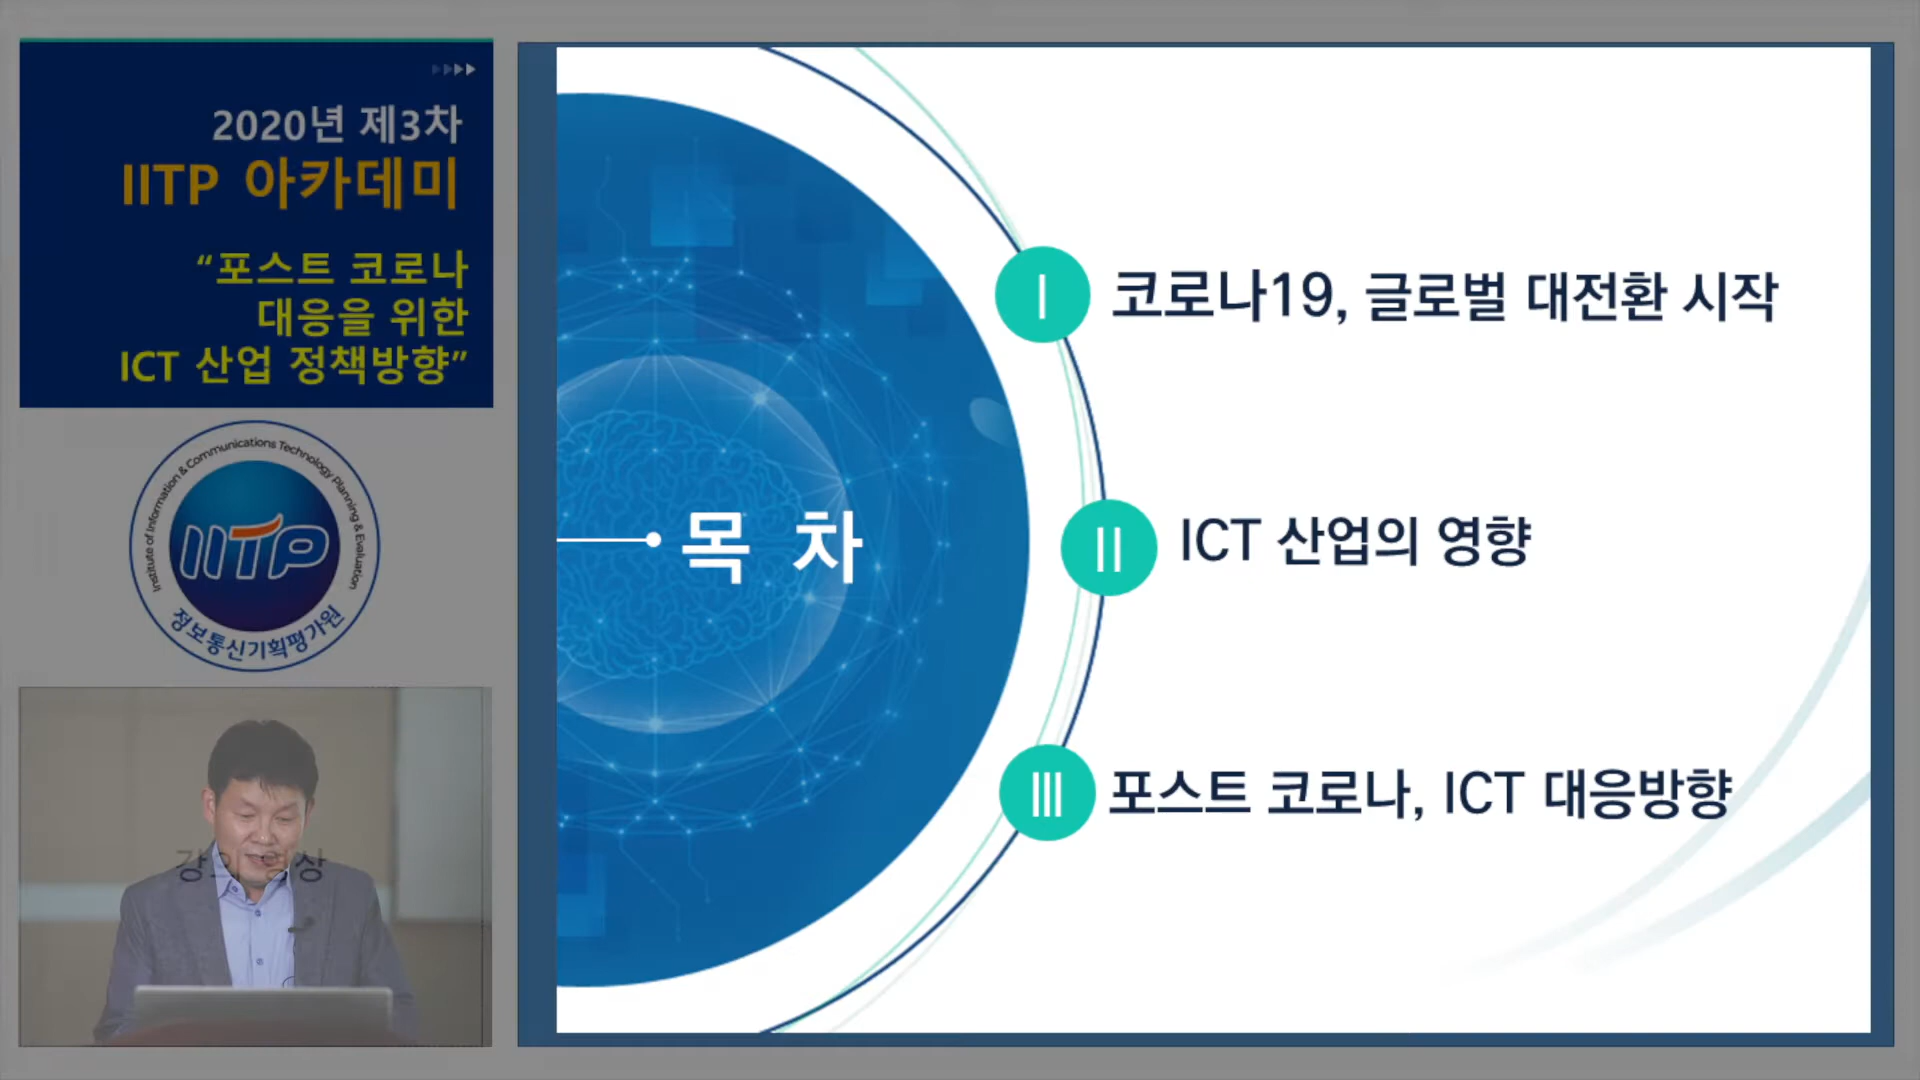 2020년 제3차
IITP 아카데미
“포스트 코로나
대응을 위한
ICT 산업 정책방향”
Institute of Information & Communications Technology Planning & Evaluation
IITP
정보통신기획평가원
목 차
I 코로나19, 글로벌 대전환 시작
II ICT 산업의 영향
III 포스트 코로나, ICT 대응방향